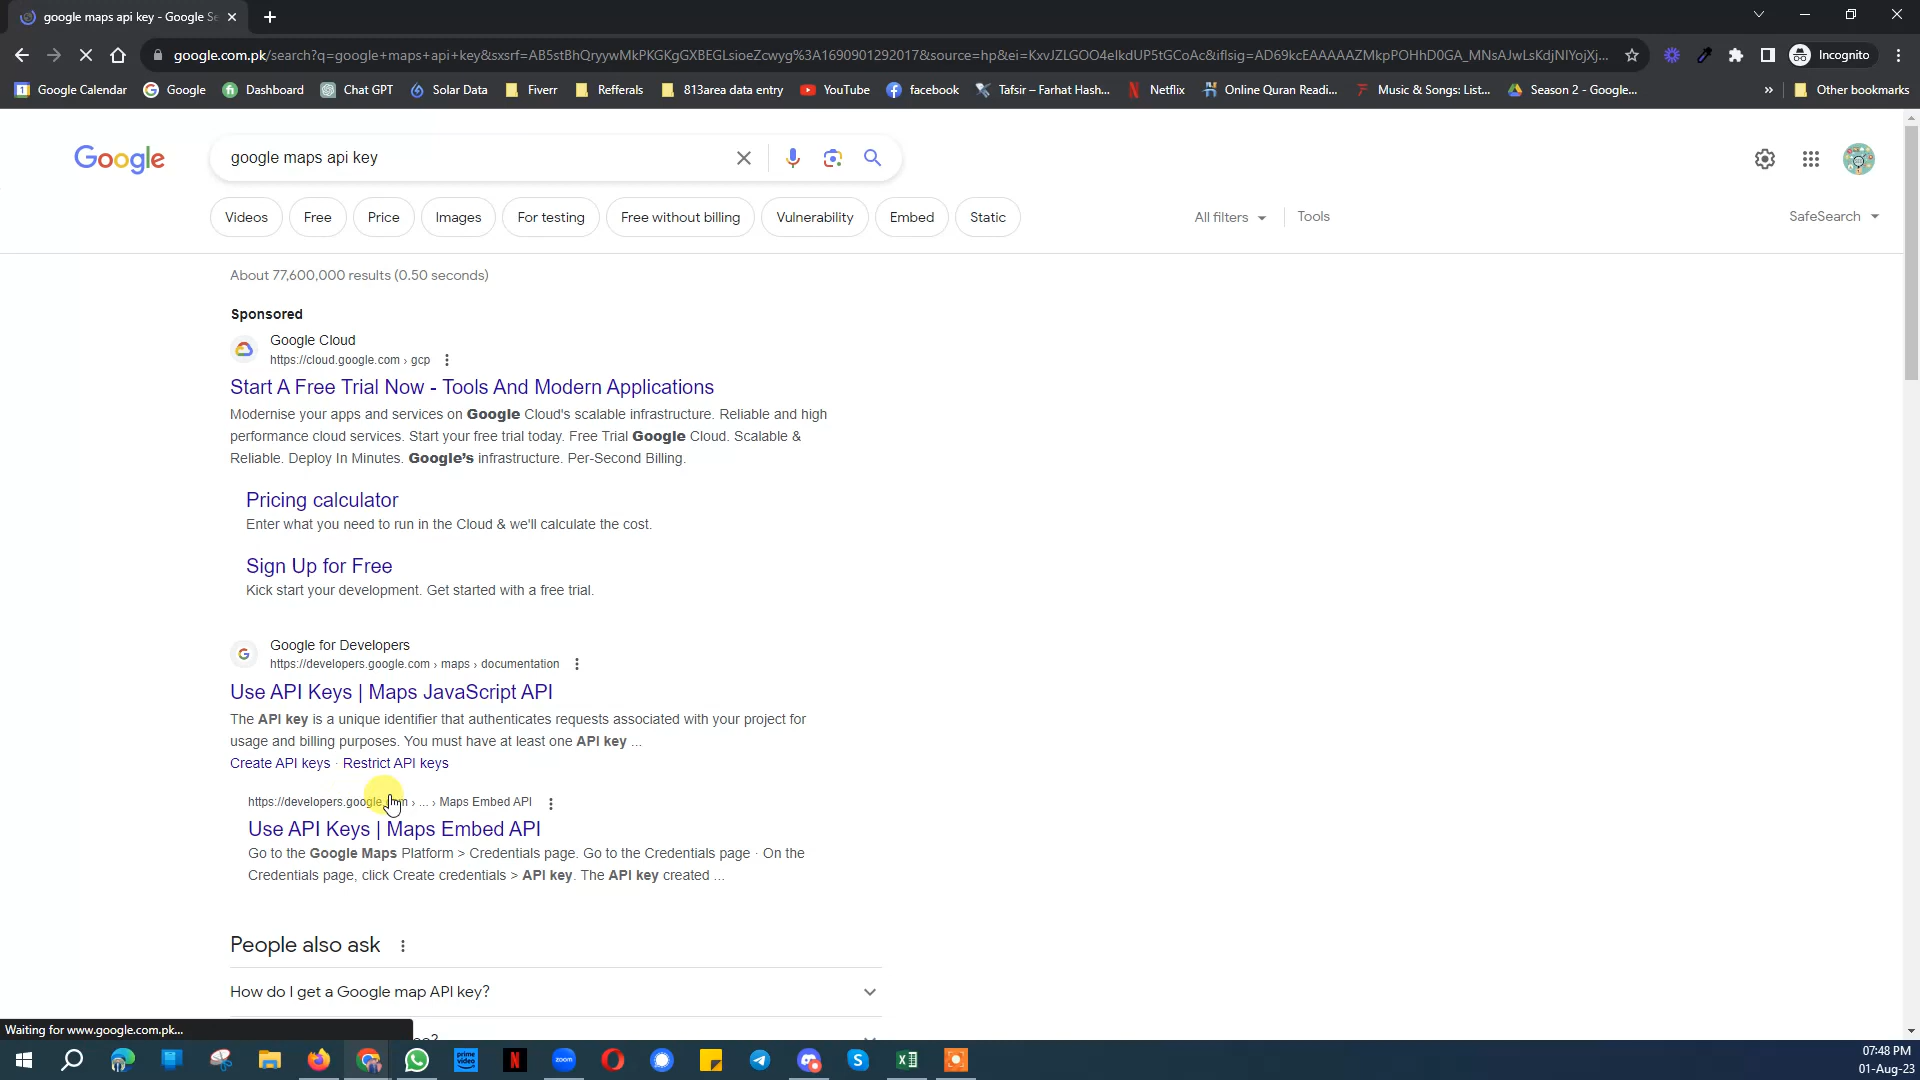 google maps api key - Google Se
google.com.pk/search?q=google+maps+api+key&sxsrf=AB5stBhQryywMkPKGKgGXBEGLsioeZcwyg%3A1690901292017&source=hp&ei=KxvJZLGOO4elkdUP5tGCoAc&iflsig=AD69kcEAAAAAZMkpPOHhD0GA_MNsAJwLsKdjNlYojXj...
Incognito
Google Calendar
Google
Dashboard
Chat GPT
Solar Data
Fiverr
Refferals
813area data entry
YouTube
facebook
Tafsir – Farhat Hash...
Netflix
Online Quran Readi...
Music & Songs: List...
Season 2 - Google...
»
Other bookmarks
Google
google maps api key
Videos
Free
Price
Images
For testing
Free without billing
Vulnerability
Embed
Static
All filters
Tools
SafeSearch
About 77,600,000 results (0.50 seconds)
Sponsored
Google Cloud
https://cloud.google.com › gcp
Start A Free Trial Now - Tools And Modern Applications
Modernise your apps and services on Google Cloud's scalable infrastructure. Reliable and high
performance cloud services. Start your free trial today. Free Trial Google Cloud. Scalable &
Reliable. Deploy In Minutes. Google's infrastructure. Per-Second Billing.
Pricing calculator
Enter what you need to run in the Cloud & we'll calculate the cost.
Sign Up for Free
Kick start your development. Get started with a free trial.
Google for Developers
https://developers.google.com › maps › documentation
Use API Keys | Maps JavaScript API
The API key is a unique identifier that authenticates requests associated with your project for
usage and billing purposes. You must have at least one API key ...
Create API keys · Restrict API keys
https://developers.google.com › ... › Maps Embed API
Use API Keys | Maps Embed API
Go to the Google Maps Platform > Credentials page. Go to the Credentials page · On the
Credentials page, click Create credentials > API key. The API key created ...
People also ask
How do I get a Google map API key?
Waiting for www.google.com.pk...
prime video
zoom
07:48 PM
01-Aug-23